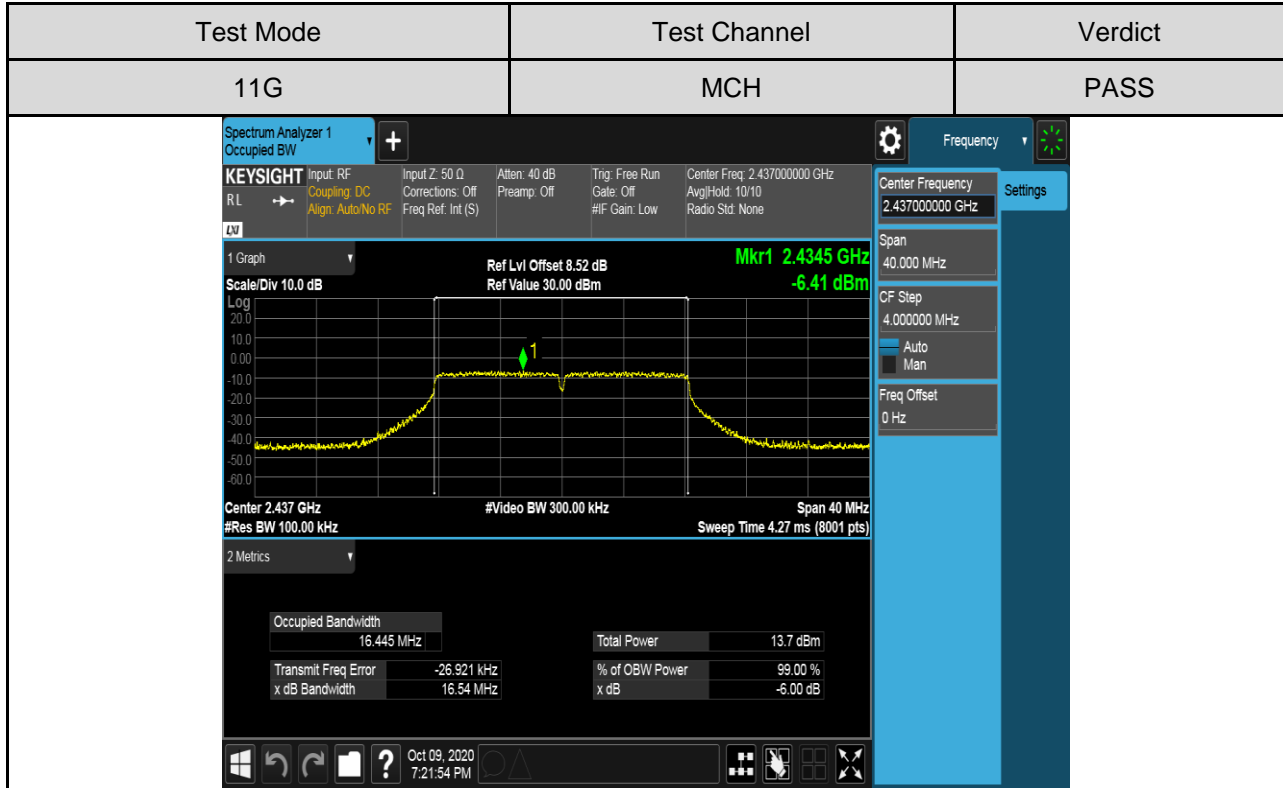 Test Mode Test Channel Verdict
11G MCH PASS
Spectrum Analyzer 1
Occupied BW
+
Frequency
KEYSIGHT
RL
LXI
Input: RF
Coupling: DC
Align: Auto/No RF
Input Z: 50 Ω
Corrections: Off
Freq Ref: Int (S)
Atten: 40 dB
Preamp: Off
Trig: Free Run
Gate: Off
#IF Gain: Low
Center Freq: 2.437000000 GHz
Avg|Hold: 10/10
Radio Std: None
Center Frequency
2.437000000 GHz
Settings
Span
40.000 MHz
CF Step
4.000000 MHz
Auto
Man
Freq Offset
0 Hz
1 Graph
Scale/Div 10.0 dB
Ref Lvl Offset 8.52 dB
Ref Value 30.00 dBm
Mkr1 2.4345 GHz
-6.41 dBm
Log
20.0
10.0
0.00
-10.0
-20.0
-30.0
-40.0
-50.0
-60.0
1
Center 2.437 GHz
#Res BW 100.00 kHz
#Video BW 300.00 kHz
Span 40 MHz
Sweep Time 4.27 ms (8001 pts)
2 Metrics
Occupied Bandwidth
16.445 MHz
Total Power 13.7 dBm
Transmit Freq Error -26.921 kHz
% of OBW Power 99.00 %
x dB Bandwidth 16.54 MHz
x dB -6.00 dB
?
Oct 09, 2020
7:21:54 PM